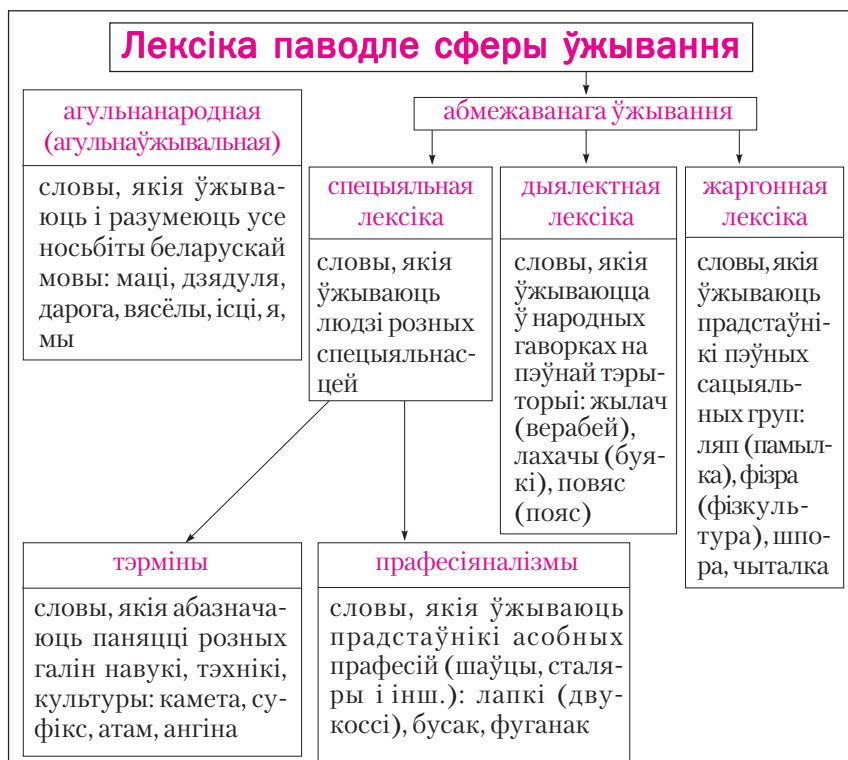 Лексіка паводле сферы ўжывання
агульнанародная
(агульнаўжывальная)
словы, якія ўжыва-
юць і разумеюць усе
носьбіты беларускай
мовы: маці, дзядуля,
дарога, вясёлы, ісці, я,
мы
абмежаванага ўжывання
спецыяльная
лексіка
словы, якія
ўжываюць
людзі розных
спецыяльнас-
цей
дыялектная
лексіка
словы, якія
ўжываюцца
ў народных
гаворках на
пэўнай тэры-
торыі: жылач
(верабей),
лахачы (буя-
кі), повяс
(пояс)
жаргонная
лексіка
словы, якія
ўжываюць
прадстаўні-
кі пэўных
сацыяль-
ных груп:
ляп (памыл-
ка), фізра
(фізкуль-
тура), шпо-
ра, чыталка
тэрміны
словы, якія абазнача-
юць паняцці розных
галін навукі, тэхнікі,
культуры: камета, су-
фікс, атам, ангіна
прафесіяналізмы
словы, якія ўжываюць
прадстаўнікі асобных
прафесій (шаўцы, сталя-
ры і інш.): лапкі (дву-
коссі), бусак, фуганак